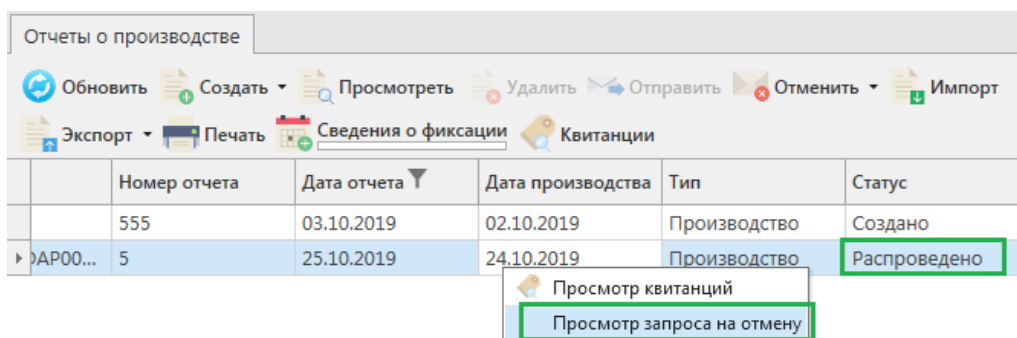 Отчеты о производстве
Обновить Создать Просмотреть Удалить Отправить Отменить Импорт
Экспорт Печать Сведения о фиксации Квитанции
Номер отчета Дата отчета Дата производства Тип Статус
555 03.10.2019 02.10.2019 Производство Создано
ОАР00... 5 25.10.2019 24.10.2019 Производство Распроведено
Просмотр квитанций
Просмотр запроса на отмену